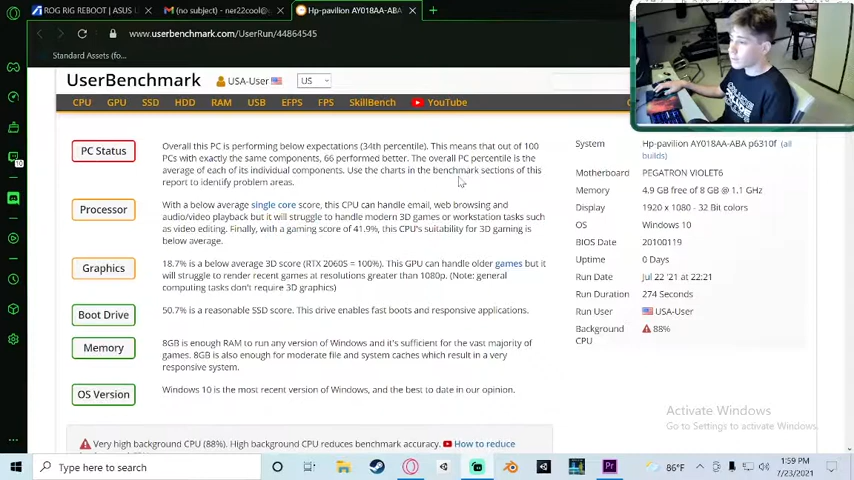 ROG RIG REBOOT | ASUS
(no subject) - ner22cool@
Hp-pavilion AY018AA-ABA
www.userbenchmark.com/UserRun/44864545
Standard Assets (fo...
UserBenchmark
USA-User
US
CPU GPU SSD HDD RAM USB EFPS FPS SkillBench YouTube
PC Status
Overall this PC is performing below expectations (34th percentile). This means that out of 100
PCs with exactly the same components, 66 performed better. The overall PC percentile is the
average of each of its individual components. Use the charts in the benchmark sections of this
report to identify problem areas.
Processor
With a below average single core score, this CPU can handle email, web browsing and
audio/video playback but it will struggle to handle modern 3D games or workstation tasks such
as video editing. Finally, with a gaming score of 41.9%, this CPU's suitability for 3D gaming is
below average.
Graphics
18.7% is a below average 3D score (RTX 2060S = 100%). This GPU can handle older games but it
will struggle to render recent games at resolutions greater than 1080p. (Note: general
computing tasks don't require 3D graphics)
Boot Drive
50.7% is a reasonable SSD score. This drive enables fast boots and responsive applications.
Memory
8GB is enough RAM to run any version of Windows and it's sufficient for the vast majority of
games. 8GB is also enough for moderate file and system caches which result in a very
responsive system.
OS Version
Windows 10 is the most recent version of Windows, and the best to date in our opinion.
Very high background CPU (88%). High background CPU reduces benchmark accuracy. How to reduce
System Hp-pavilion AY018AA-ABA p6310f (all
builds)
Motherboard PEGATRON VIOLET6
Memory 4.9 GB free of 8 GB @ 1.1 GHz
Display 1920 x 1080 - 32 Bit colors
OS Windows 10
BIOS Date 20100119
Uptime 0 Days
Run Date Jul 22 '21 at 22:21
Run Duration 274 Seconds
Run User USA-User
Background
CPU 88%
Activate Windows
Go to Settings to activate Windows.
Type here to search
86°F
1:59 PM
7/23/2021